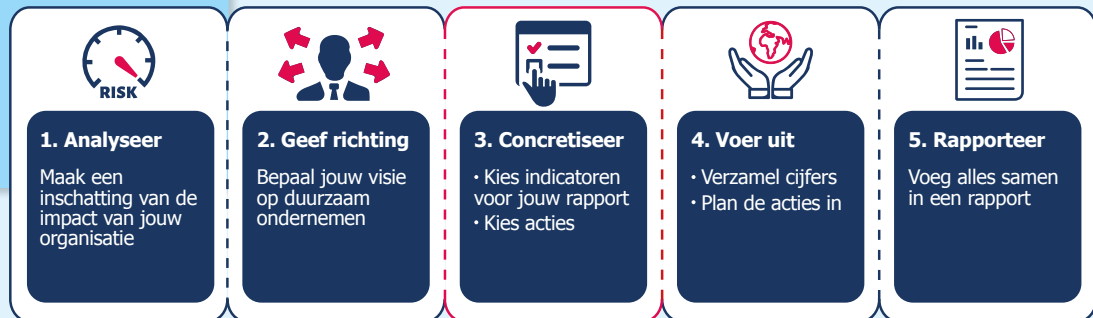 RISK
1. Analyseer
Maak een
inschatting van de
impact van jouw
organisatie
2. Geef richting
Bepaal jouw visie
op duurzaam
ondernemen
3. Concretiseer
• Kies indicatoren
voor jouw rapport
• Kies acties
4. Voer uit
• Verzamel cijfers
• Plan de acties in
5. Rapporteer
Voeg alles samen
in een rapport